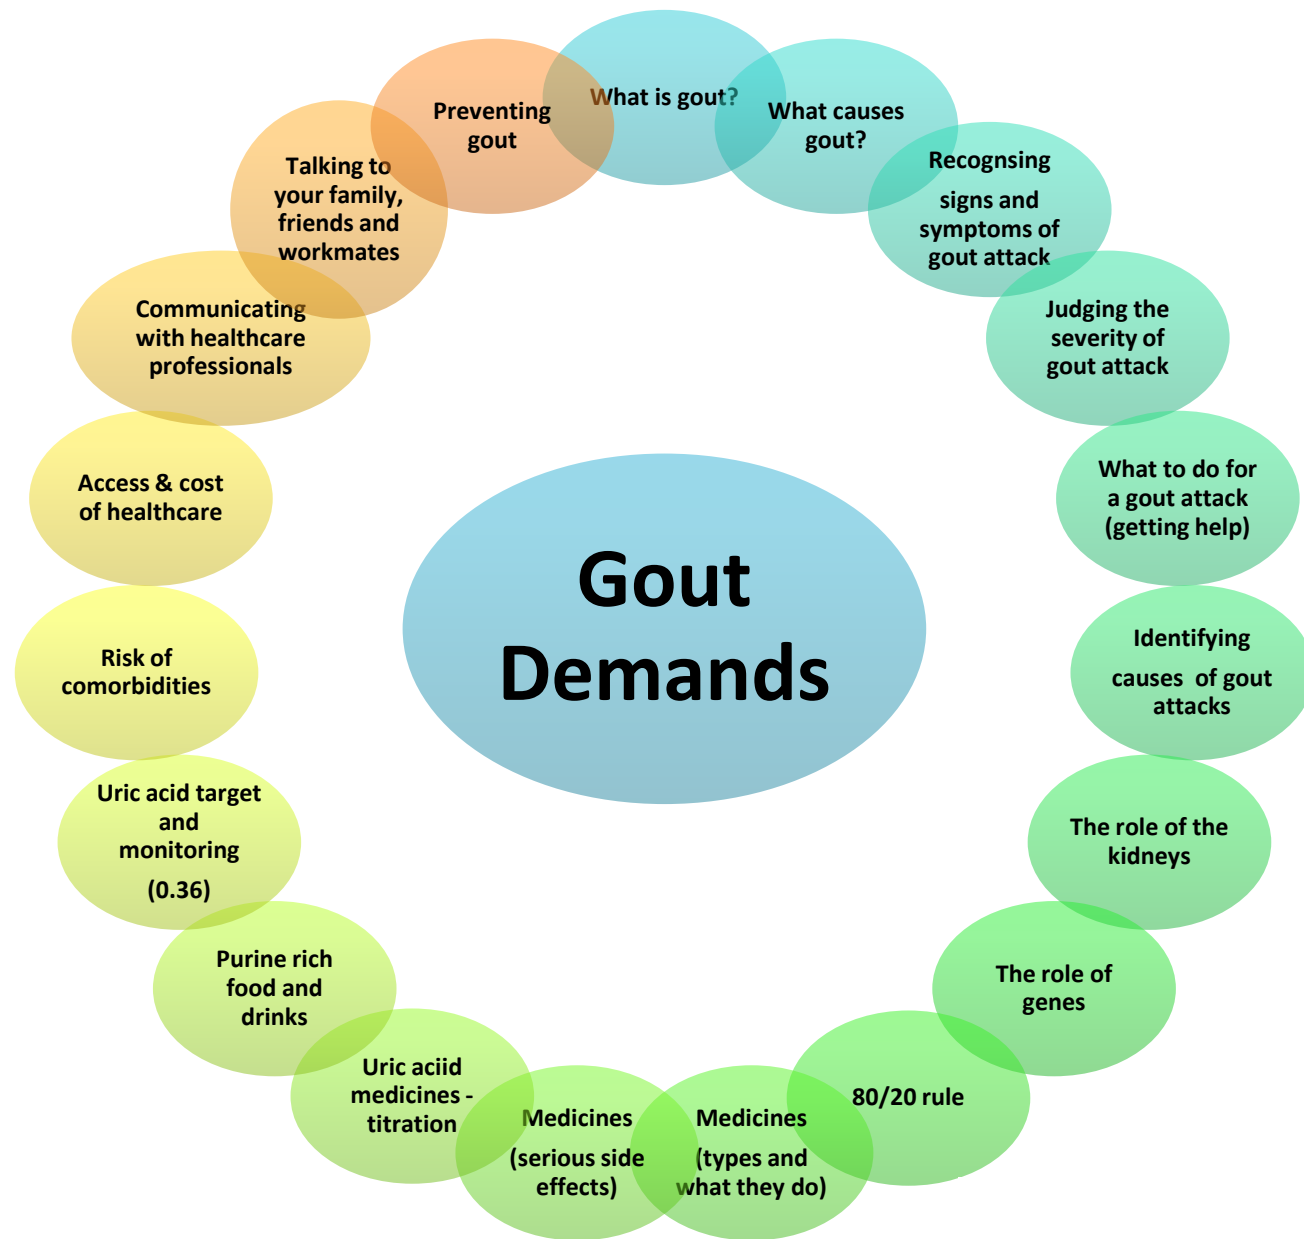 Gout
Demands
What is gout?
What causes
gout?
Recognsing
signs and
symptoms of
gout attack
Judging the
severity of
gout attack
What to do for
a gout attack
(getting help)
Identifying
causes of gout
attacks
The role of the
kidneys
The role of
genes
80/20 rule
Medicines
(types and
what they do)
Medicines
(serious side
effects)
Uric aciid
medicines -
titration
Purine rich
food and
drinks
Uric acid target
and
monitoring
(0.36)
Risk of
comorbidities
Access & cost
of healthcare
Communicating
with healthcare
professionals
Talking to
your family,
friends and
workmates
Preventing
gout